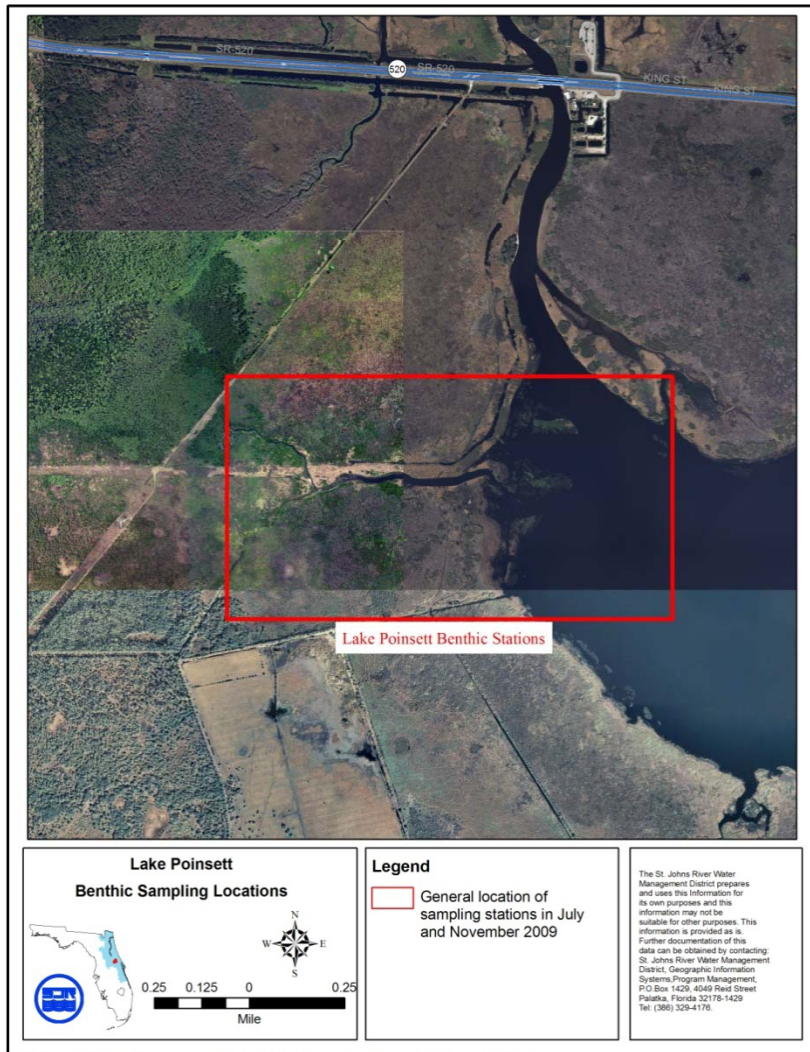 SR-520
520
SR-520
KING ST
KING ST
Lake Poinsett Benthic Stations
Lake Poinsett
Benthic Sampling Locations
N
W
E
S
0.25 0.125 0 0.25
Mile
Legend
General location of
sampling stations in July
and November 2009
The St. Johns River Water
Management District prepares
and uses this Information for
its own purposes and this
information may not be
suitable for other purposes. This
information is provided as is.
Further documentation of this
data can be obtained by contacting:
St. Johns River Water Management
District, Geographic Information
Systems,Program Management,
P.O.Box 1429, 4049 Reid Street
Palatka, Florida 32178-1429
Tel: (386) 329-4176.